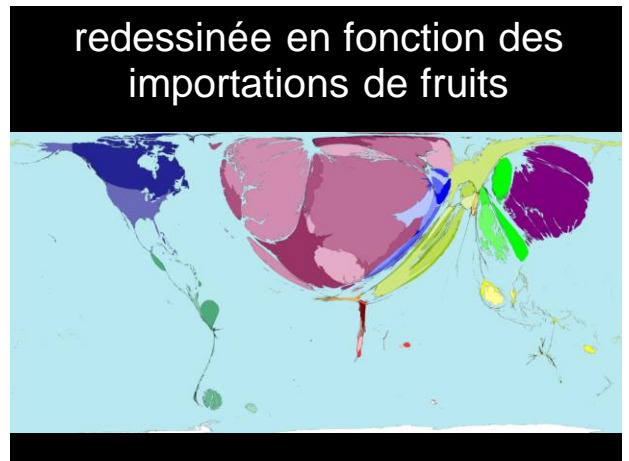 redessinée en fonction des
importations de fruits